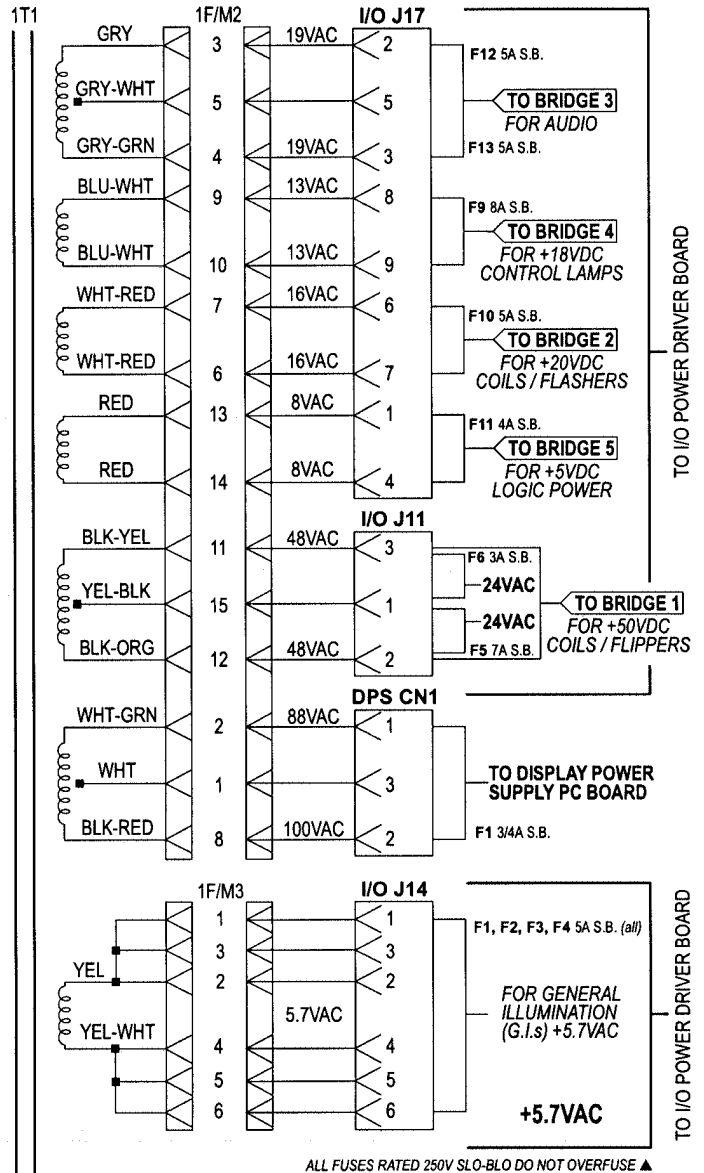 1T1 1F/M2 I/O J17
GRY 3 19VAC 2
F12 5A S.B.
GRY-WHT 5 5 TO BRIDGE 3
FOR AUDIO
GRY-GRN 4 19VAC 3 F13 5A S.B.
BLU-WHT 9 13VAC 8
F9 8A S.B.
TO BRIDGE 4
FOR +18VDC
CONTROL LAMPS
BLU-WHT 10 13VAC 9
WHT-RED 7 16VAC 6
F10 5A S.B.
TO BRIDGE 2
FOR +20VDC
COILS / FLASHERS
WHT-RED 6 16VAC 7
RED 13 8VAC 1
F11 4A S.B.
TO BRIDGE 5
FOR +5VDC
LOGIC POWER
RED 14 8VAC 4
TO I/O POWER DRIVER BOARD
I/O J11
BLK-YEL 11 48VAC 3
F6 3A S.B.
24VAC
YEL-BLK 15 1 TO BRIDGE 1
24VAC
FOR +50VDC
COILS / FLIPPERS
BLK-ORG 12 48VAC 2 F5 7A S.B.
DPS CN1
WHT-GRN 2 88VAC 1
WHT 1 3 TO DISPLAY POWER
SUPPLY PC BOARD
BLK-RED 8 100VAC 2 F1 3/4A S.B.
1F/M3 I/O J14
1 1 F1, F2, F3, F4 5A S.B. (all)
3 3
YEL 2 2
5.7VAC
FOR GENERAL
ILLUMINATION
(G.I.s) +5.7VAC
YEL-WHT 4 4
5 5
6 6 +5.7VAC
TO I/O POWER DRIVER BOARD
ALL FUSES RATED 250V SLO-BLO DO NOT OVERFUSE ▲